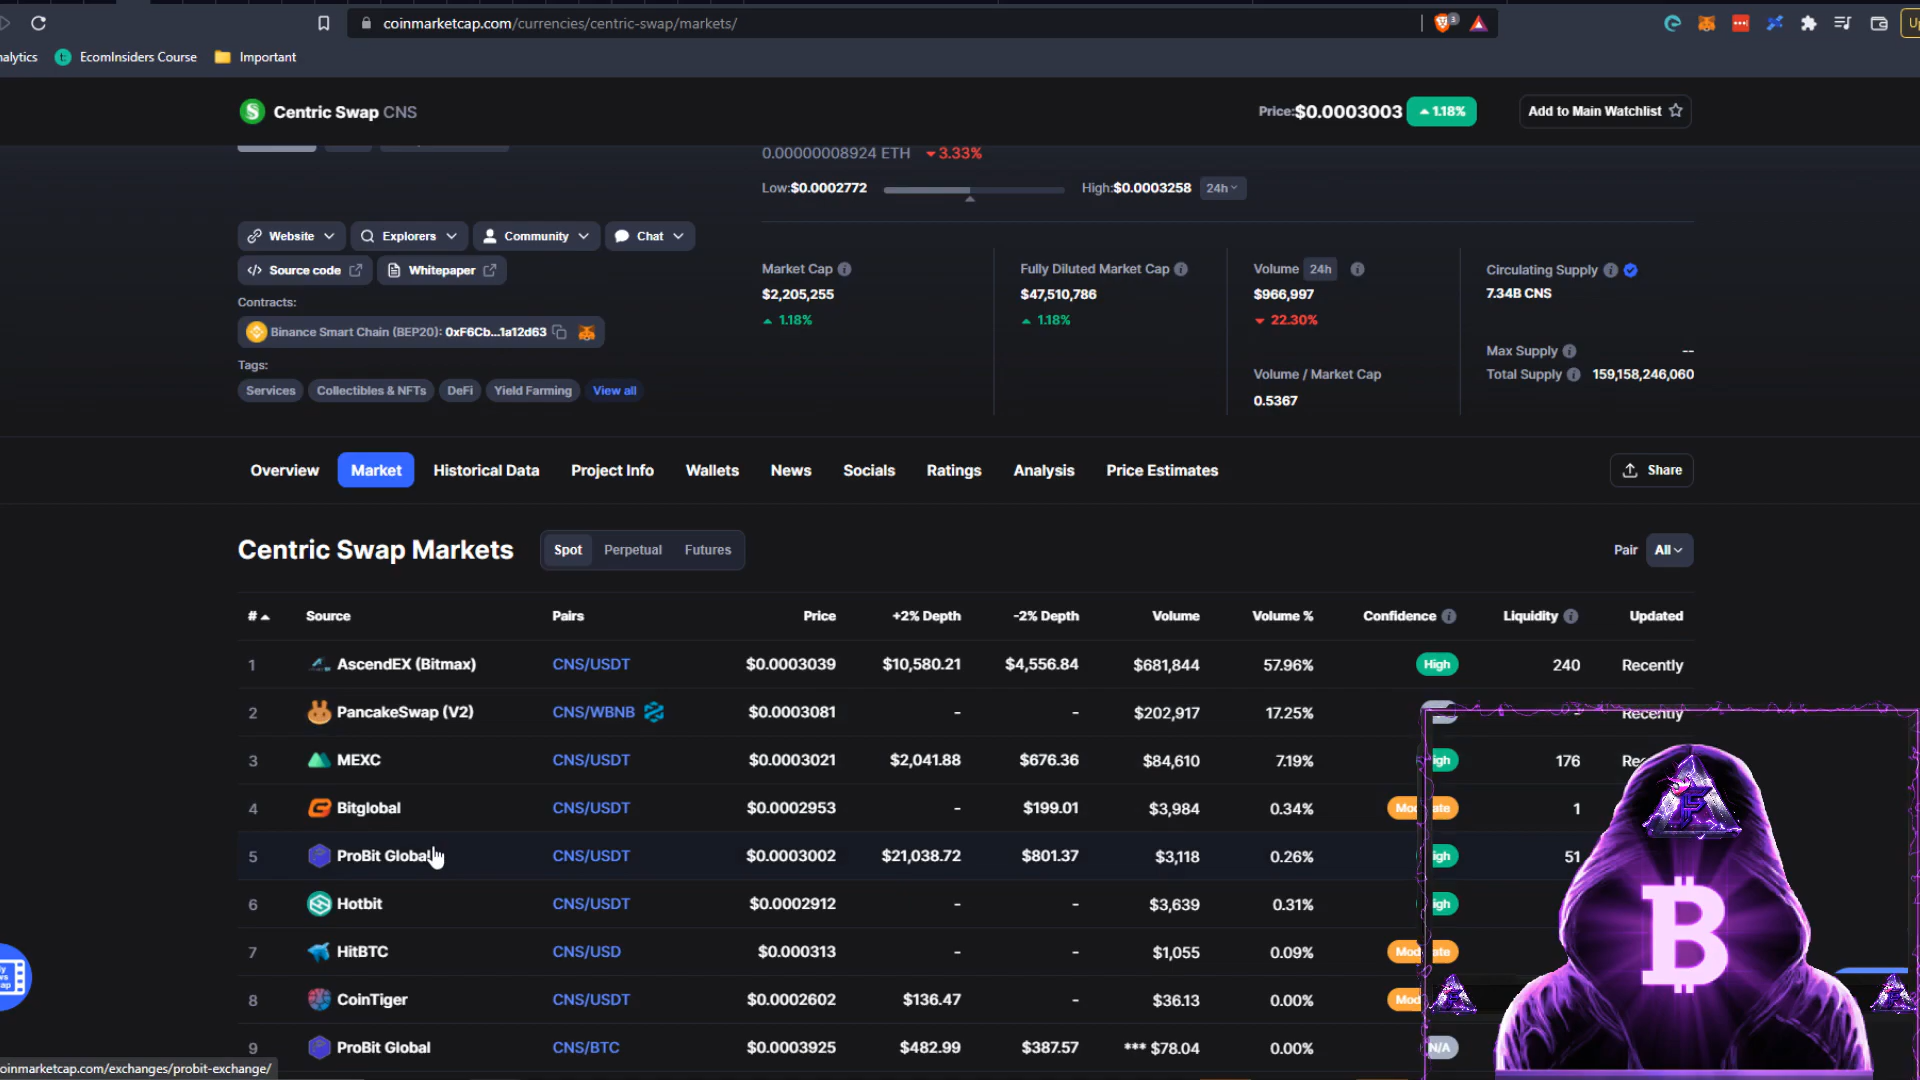 coinmarketcap.com/currencies/centric-swap/markets/
3
Up
nalytics
EcomInsiders Course
Important
Centric Swap CNS
Price:$0.0003003
1.18%
Add to Main Watchlist
0.00000008924 ETH
3.33%
Low:$0.0002772
High:$0.0003258
24h
Website
Explorers
Community
Chat
Source code
Whitepaper
Contracts:
Binance Smart Chain (BEP20): 0xF6Cb...1a12d63
Tags:
Services
Collectibles & NFTs
DeFi
Yield Farming
View all
Market Cap
$2,205,255
1.18%
Fully Diluted Market Cap
$47,510,786
1.18%
Volume 24h
$966,997
22.30%
Volume / Market Cap
0.5367
Circulating Supply
7.34B CNS
Max Supply --
Total Supply 159,158,246,060
Overview
Market
Historical Data
Project Info
Wallets
News
Socials
Ratings
Analysis
Price Estimates
Share
Centric Swap Markets
Spot
Perpetual
Futures
Pair
All
# Source Pairs Price +2% Depth -2% Depth Volume Volume % Confidence Liquidity Updated
1 AscendEX (Bitmax) CNS/USDT $0.0003039 $10,580.21 $4,556.84 $681,844 57.96% High 240 Recently
2 PancakeSwap (V2) CNS/WBNB $0.0003081 - - $202,917 17.25% - Recently
3 MEXC CNS/USDT $0.0003021 $2,041.88 $676.36 $84,610 7.19% igh 176 Re
4 Bitglobal CNS/USDT $0.0002953 - $199.01 $3,984 0.34% Mo ate 1
5 ProBit Global CNS/USDT $0.0003002 $21,038.72 $801.37 $3,118 0.26% igh 51
6 Hotbit CNS/USDT $0.0002912 - - $3,639 0.31% igh
7 HitBTC CNS/USD $0.000313 - - $1,055 0.09% Mod ate
8 CoinTiger CNS/USDT $0.0002602 $136.47 - $36.13 0.00% Mod
9 ProBit Global CNS/BTC $0.0003925 $482.99 $387.57 *** $78.04 0.00% N/A
oinmarketcap.com/exchanges/probit-exchange/